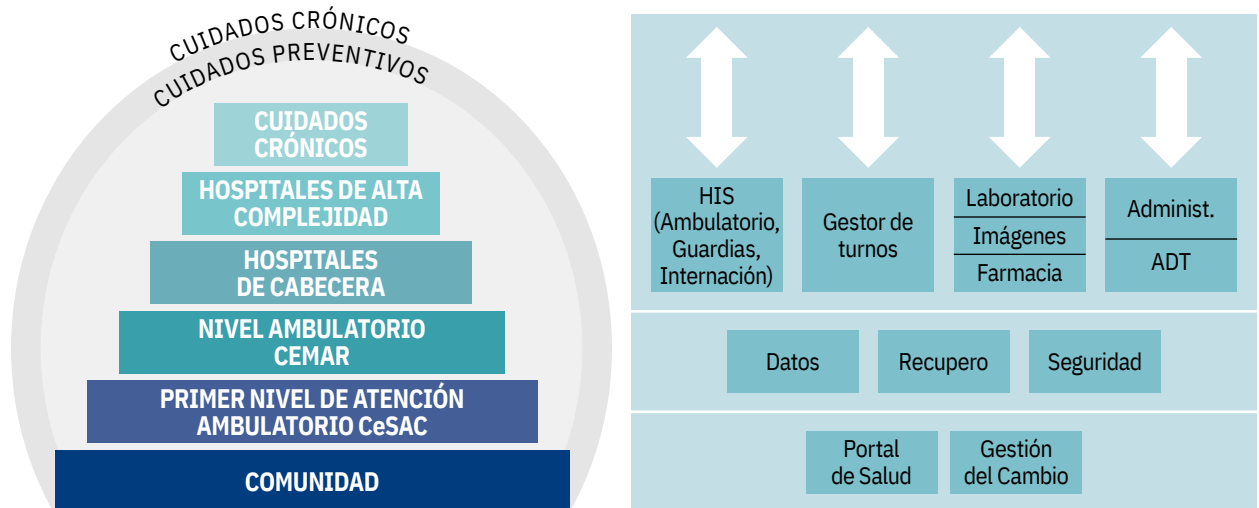 CUIDADOS CRÓNICOS
CUIDADOS PREVENTIVOS
CUIDADOS
CRÓNICOS
HOSPITALES DE ALTA
COMPLEJIDAD
HOSPITALES
DE CABECERA
NIVEL AMBULATORIO
CEMAR
PRIMER NIVEL DE ATENCIÓN
AMBULATORIO CeSAC
COMUNIDAD
HIS
(Ambulatorio,
Guardias,
Internación)
Gestor de
turnos
Laboratorio
Imágenes
Farmacia
Administ.
ADT
Datos
Recupero
Seguridad
Portal
de Salud
Gestión
del Cambio